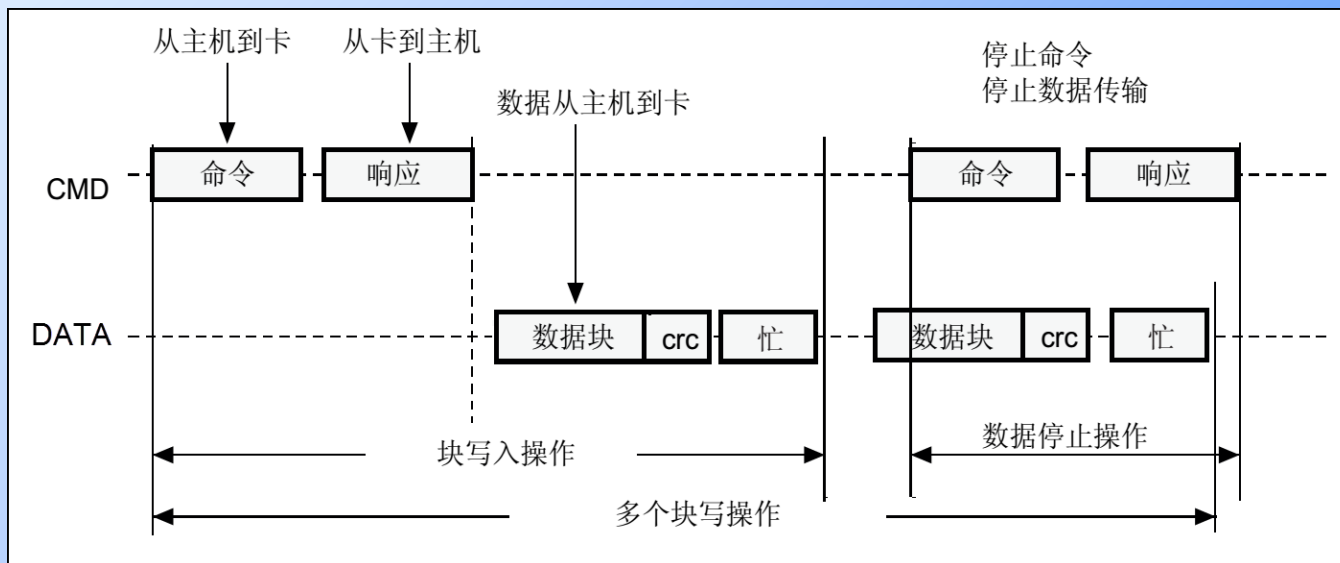 从主机到卡
从卡到主机
停止命令
停止数据传输
数据从主机到卡
CMD
命令
响应
命令
响应
DATA
数据块
crc
忙
数据块
crc
忙
块写入操作
数据停止操作
多个块写操作